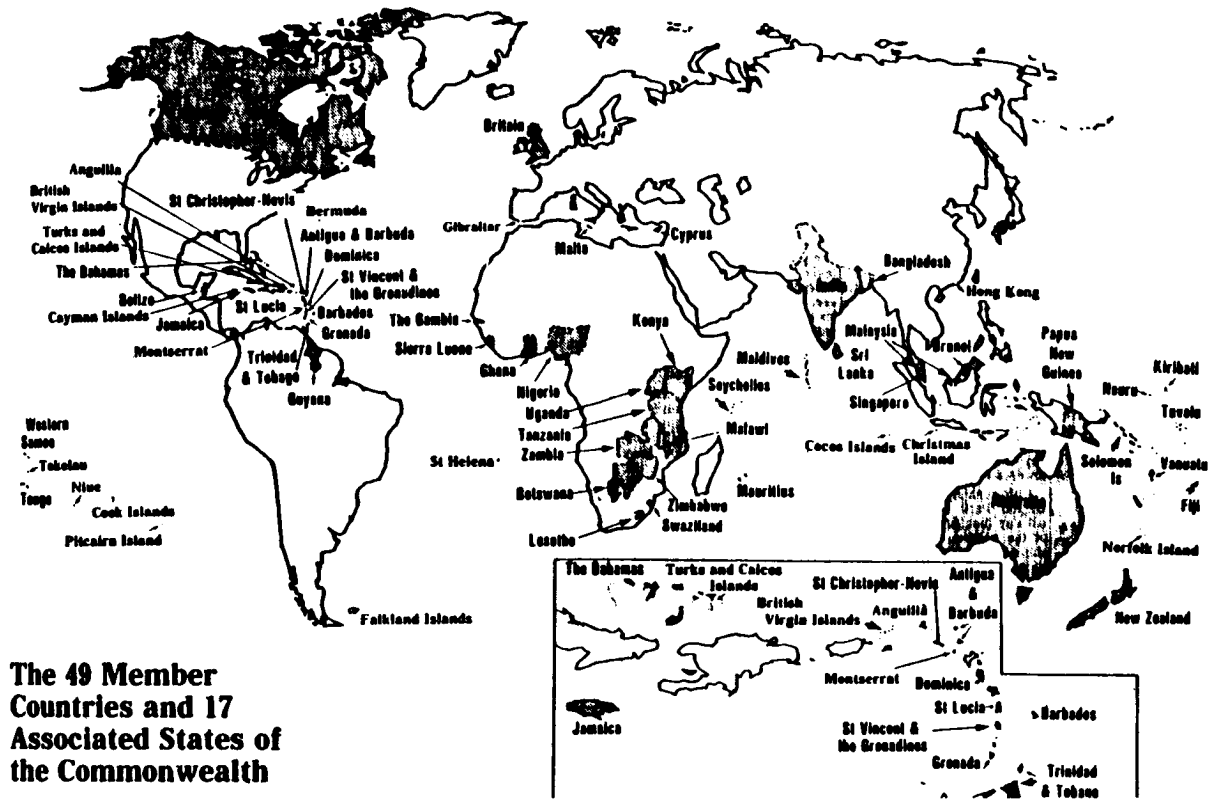 Britain
Anguilla
British
Virgin Islands
St Christopher-Nevis
Bermuda
Turks and
Caicos Islands
Antigua & Barbuda
The Bahamas
Dominica
St Vincent &
the Grenadines
Belize
Cayman Islands
St Lucia
Barbados
Jamaica
Grenada
Montserrat
Trinidad
& Tobago
Guyana
Gibraltar
Malta
Cyprus
The Gambia
Sierra Leone
Ghana
Nigeria
Kenya
Uganda
Tanzania
Zambia
Botswana
Lesotho
Swaziland
Zimbabwe
Malawi
Mauritius
Seychelles
Maldives
St Helena
India
Bangladesh
Hong Kong
Malaysia
Brunei
Sri
Lanka
Singapore
Papua
New
Guinea
Nauru
Kiribati
Tuvalu
Cocos Islands
Christmas
Island
Solomon
Is
Vanuatu
Fiji
Australia
Norfolk Island
New Zealand
Western
Samoa
Tokelau
Tonga
Niue
Cook Islands
Pitcairn Island
Falkland Islands
The Bahamas
Turks and Caicos
Islands
St Christopher-Nevis
Antigua
&
Barbuda
British
Virgin Islands
Anguilla
Montserrat
Dominica
St Lucia
Barbados
Jamaica
St Vincent &
the Grenadines
Grenada
Trinidad
& Tobago
The 49 Member
Countries and 17
Associated States of
the Commonwealth